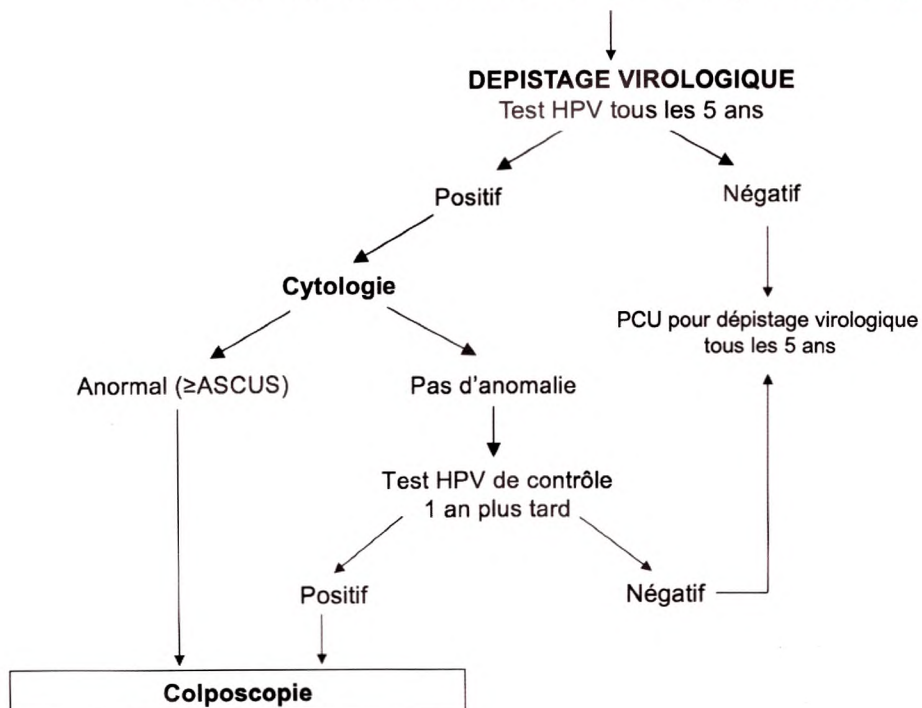 DEPISTAGE VIROLOGIQUE
Test HPV tous les 5 ans
Positif
Négatif
Cytologie
PCU pour dépistage virologique
tous les 5 ans
Anormal (≥ASCUS)
Pas d'anomalie
Test HPV de contrôle
1 an plus tard
Positif
Négatif
Colposcopie